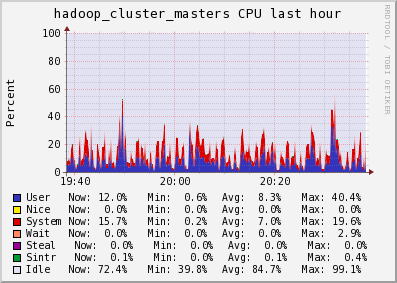 hadoop_cluster_masters CPU last hour
RRDTOOL / TOBI OETIKER
Percent
100
80
60
40
20
0
19:40 20:00 20:20
User Now: 12.0% Min: 0.6% Avg: 8.3% Max: 40.4%
Nice Now: 0.0% Min: 0.0% Avg: 0.0% Max: 0.0%
System Now: 15.7% Min: 0.2% Avg: 7.0% Max: 19.6%
Wait Now: 0.0% Min: 0.0% Avg: 0.0% Max: 2.9%
Steal Now: 0.0% Min: 0.0% Avg: 0.0% Max: 0.0%
Sintr Now: 0.1% Min: 0.0% Avg: 0.1% Max: 0.4%
Idle Now: 72.4% Min: 39.8% Avg: 84.7% Max: 99.1%